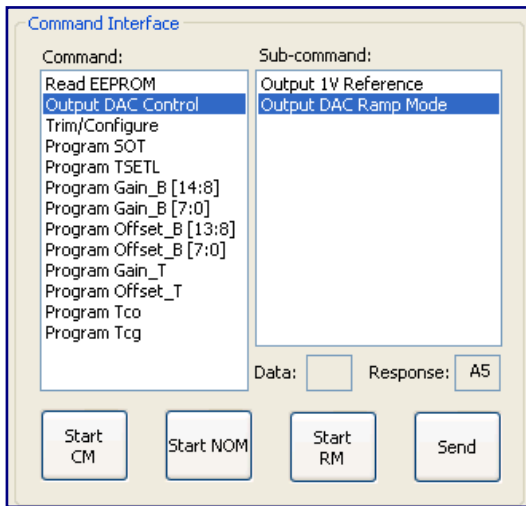 Command Interface
Command:
Sub-command:
Read EEPROM
Output DAC Control
Trim/Configure
Program SOT
Program TSETL
Program Gain_B [14:8]
Program Gain_B [7:0]
Program Offset_B [13:8]
Program Offset_B [7:0]
Program Gain_T
Program Offset_T
Program Tco
Program Tcg
Output 1V Reference
Output DAC Ramp Mode
Data:
Response: A5
Start
CM
Start NOM
Start
RM
Send